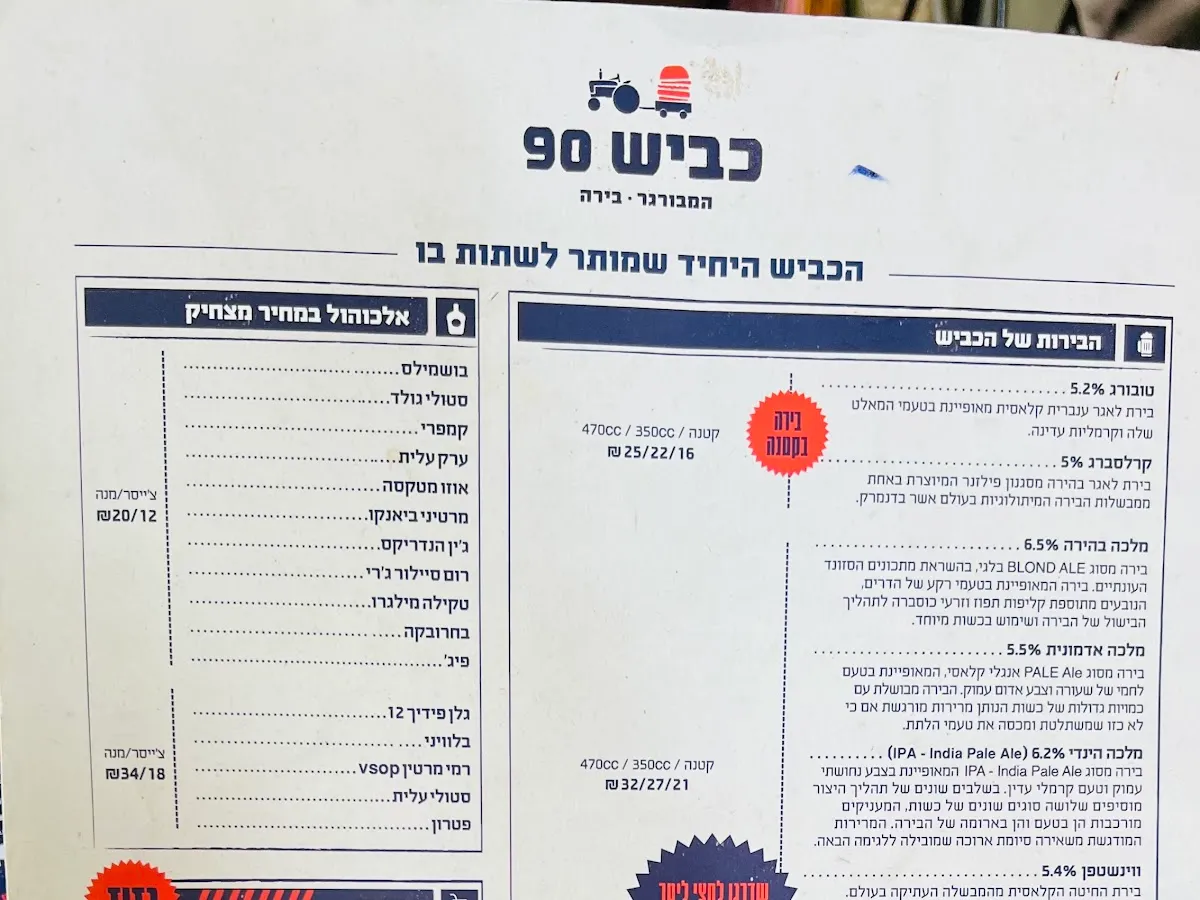 כביש 90
המבורגר · בירה
הכביש היחיד שמותר לשתות בו
הבירות של הכביש
טובורג 5.2%
בירת לאגר ענברית קלאסית מאופיינת בטעמי המאלט
שלה וקרמליות עדינה.
קרלסברג 5%
בירת לאגר בהירה מסגנון פילזנר המיוצרת באחת
ממבשלות הבירה המיתולוגיות בעולם אשר בדנמרק.
בירה
בקטנה
קטנה / 350cc / 470cc
25/22/16 ₪
מלכה בהירה 6.5%
בירה מסוג BLOND ALE בלגי, בהשראת מתכונים הסזונד
העונתיים. בירה המאופיינת בטעמי רקע של הדרים,
הנובעים מתוספת קליפות תפוז וזרעי כוסברה לתהליך
הבישול של הבירה ושימוש בכשות מיוחד.
מלכה אדמונית 5.5%
בירה מסוג PALE Ale אנגלי קלאסי, המאופיינת בטעם
לחמי של שעורה וצבע אדום עמוק. הבירה מבושלת עם
כמויות גדולות של כשות הנותן מרירות מורגשת אם כי
לא כזו שמשתלטת ומכסה את טעמי הלתת.
מלכה הינדי 6.2% (IPA - India Pale Ale)
בירה מסוג IPA - India Pale Ale המאופיינת בצבע נחושתי
עמוק וטעם קרמלי עדין. בשלבים שונים של תהליך היצור
מוסיפים שלושה סוגים שונים של כשות, המעניקים
מורכבות הן בטעם והן בארומה של הבירה. המרירות
המודגשת משאירה סיומת ארוכה שמובילה ללגימה הבאה.
ווינשטפן 5.4%
בירת החיטה הקלאסית מהמבשלה העתיקה בעולם.
קטנה / 350cc / 470cc
32/27/21 ₪
שדרגו לחצי ליטר
אלכוהול במחיר מצחיק
בושמילס
סטולי גולד
קמפרי
ערק עלית
אוזו מטקסה
מרטיני ביאנקו
ג'ין הנדריקס
רום סיילור ג'רי
טקילה מילגרו
בחרובקה
פיג'
צ'ייסר/מנה
20/12₪
גלן פידיך 12
בלוויני
רמי מרטין vsop
סטולי עלית
פטרון
צ'ייסר/מנה
34/18₪